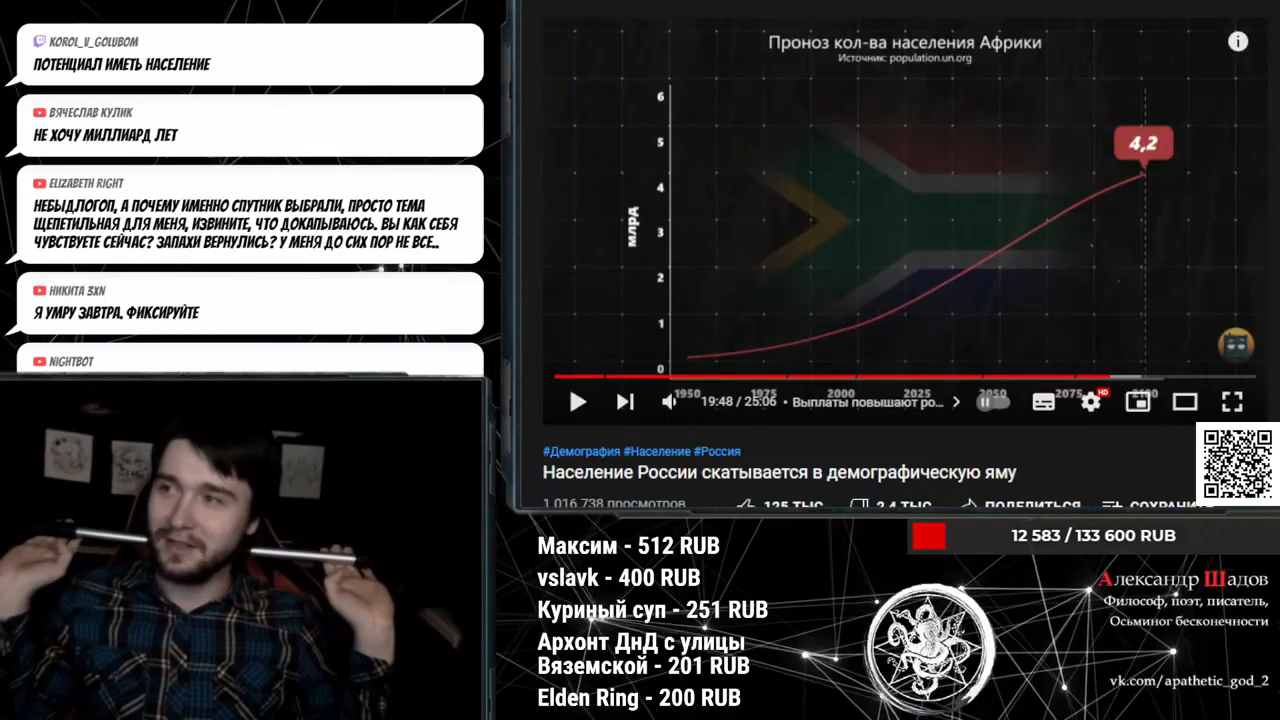 KOROL_V_GOLUBOM
ПОТЕНЦИАЛ ИМЕТЬ НАСЕЛЕНИЕ
ВЯЧЕСЛАВ КУЛИК
НЕ ХОЧУ МИЛЛИАРД ЛЕТ
ELIZABETH RIGHT
НЕБЫДЛОГОП, А ПОЧЕМУ ИМЕННО СПУТНИК ВЫБРАЛИ, ПРОСТО ТЕМА
ЩЕПЕТИЛЬНАЯ ДЛЯ МЕНЯ, ИЗВИНИТЕ, ЧТО ДОКАПЫВАЮСЬ. ВЫ КАК СЕБЯ
ЧУВСТВУЕТЕ СЕЙЧАС? ЗАПАХИ ВЕРНУЛИСЬ? У МЕНЯ ДО СИХ ПОР НЕ ВСЕ..
НИКИТА 3XN
Я УМРУ ЗАВТРА. ФИКСИРУЙТЕ
NIGHTBOT
Прогноз кол-ва населения Африки
Источник: population.un.org
6
5
4,2
4
млрд
3
2
1
0
1950 1975 2000 2025 2050 2075 2100
19:48 / 25:06 • Выплаты повышают ро...
HD
#Демография #Население #Россия
Население России скатывается в демографическую яму
1 016 738 просмотров
125 ТЫС.
2,4 ТЫС.
ПОДЕЛИТЬСЯ
СОХРАНИТЬ
12 583 / 133 600 RUB
Максим - 512 RUB
vslavk - 400 RUB
Куриный суп - 251 RUB
Архонт ДнД с улицы
Вяземской - 201 RUB
Elden Ring - 200 RUB
Александр Шадов
Философ, поэт, писатель,
Осьминог бесконечности
vk.com/apathetic_god_2